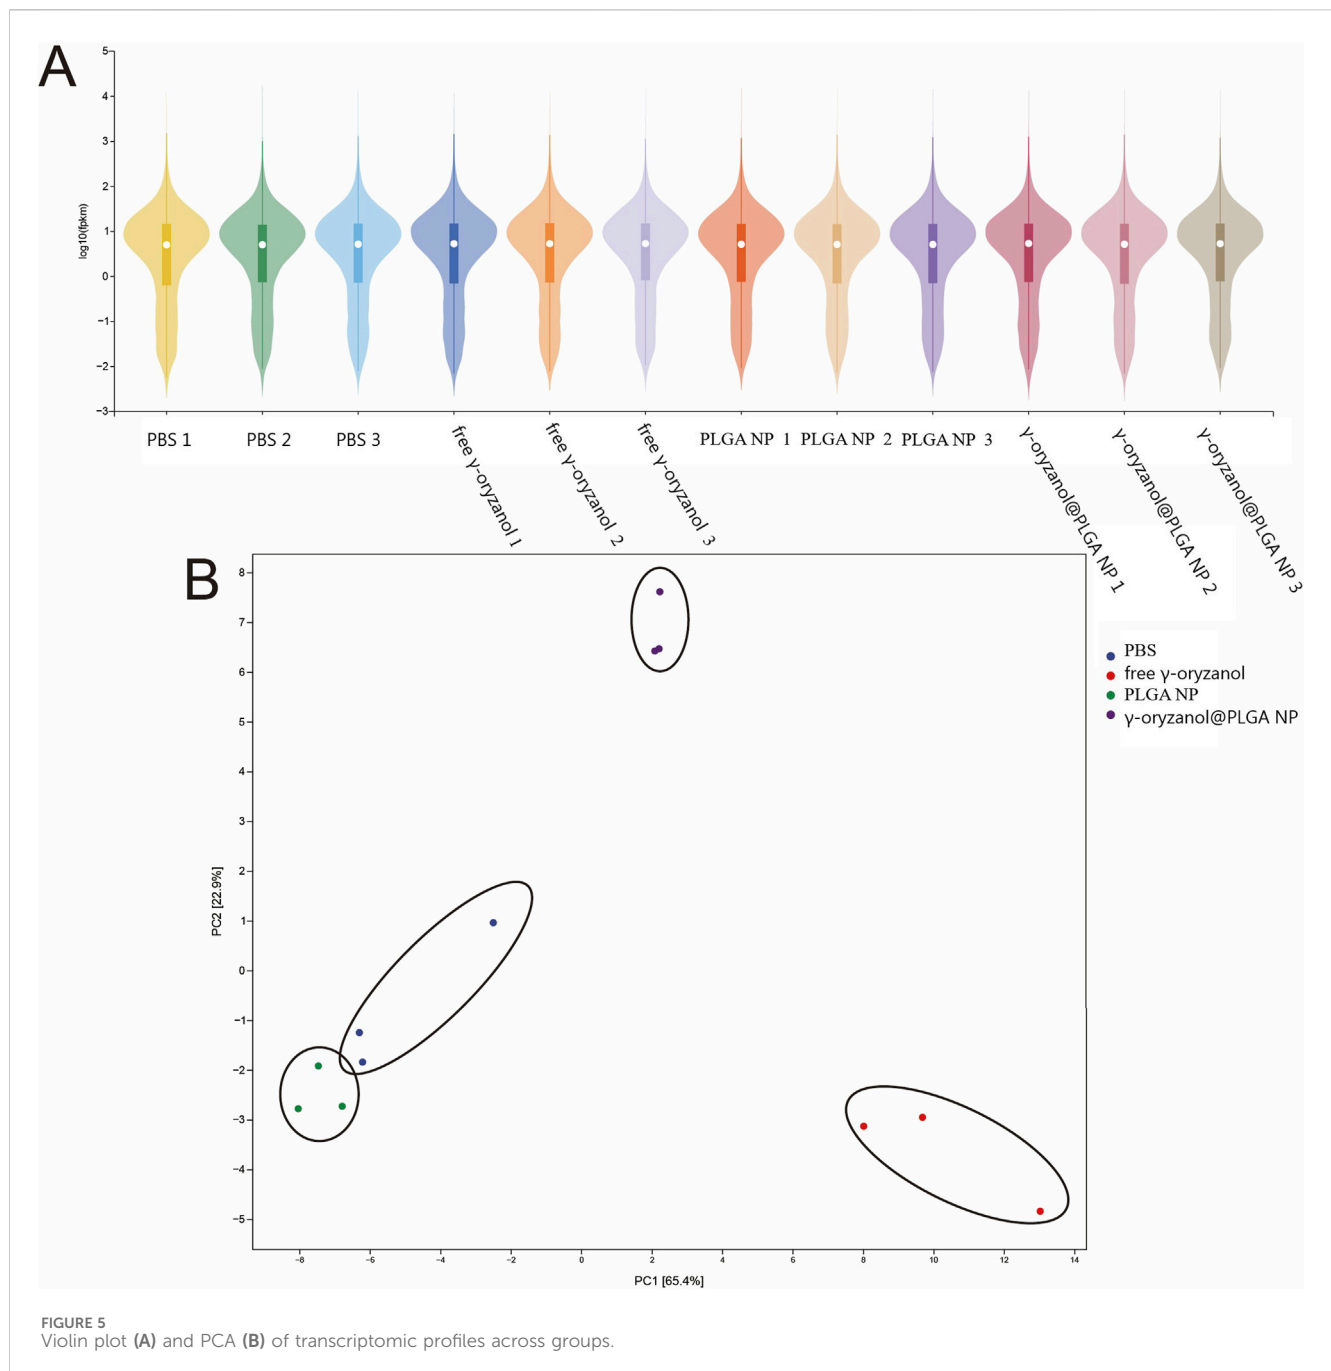 A
5
4
3
2
1
0
−1
−2
−3
log10(fpkm)
PBS 1
PBS 2
PBS 3
free γ-oryzanol 1
free γ-oryzanol 2
free γ-oryzanol 3
PLGA NP 1
PLGA NP 2
PLGA NP 3
γ-oryzanol@PLGA NP 1
γ-oryzanol@PLGA NP 2
γ-oryzanol@PLGA NP 3
B
8
7
6
5
4
3
2
1
0
−1
−2
−3
−4
−5
PC2 [22.9%]
−8
−6
−4
−2
0
2
4
6
8
10
12
14
PC1 [65.4%]
PBS
free γ-oryzanol
PLGA NP
γ-oryzanol@PLGA NP
FIGURE 5
Violin plot (A) and PCA (B) of transcriptomic profiles across groups.